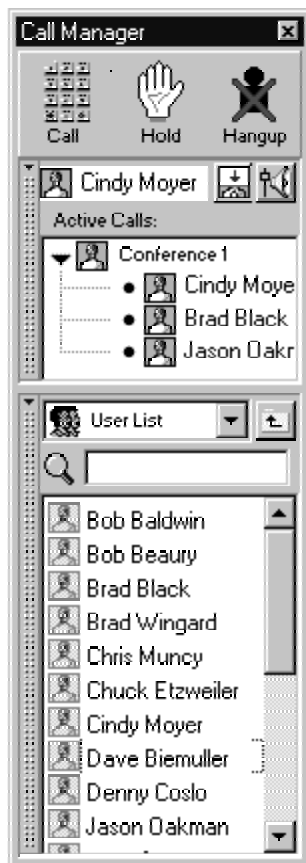 Call Manager
Call Hold Hangup
Cindy Moyer
Active Calls:
Conference 1
Cindy Moye
Brad Black
Jason Oakr
User List
Bob Baldwin
Bob Beaury
Brad Black
Brad Wingard
Chris Muncy
Chuck Etzweiler
Cindy Moyer
Dave Biemuller
Denny Coslo
Jason Oakman